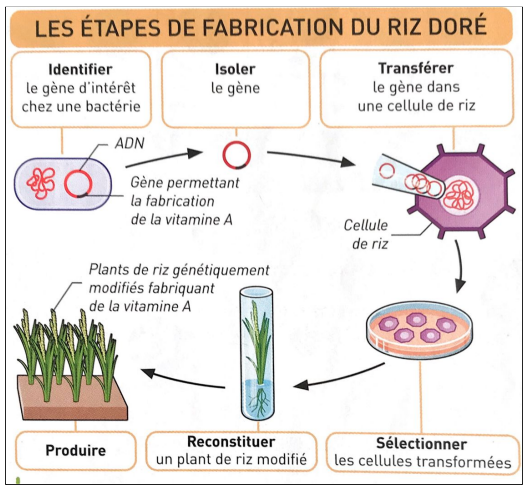 LES ÉTAPES DE FABRICATION DU RIZ DORÉ
Identifier
le gène d'intérêt
chez une bactérie
Isoler
le gène
Transférer
le gène dans
une cellule de riz
ADN
Gène permettant
la fabrication
de la vitamine A
Cellule
de riz
Plants de riz génétiquement
modifiés fabriquant
de la vitamine A
Produire
Reconstituer
un plant de riz modifié
Sélectionner
les cellules transformées